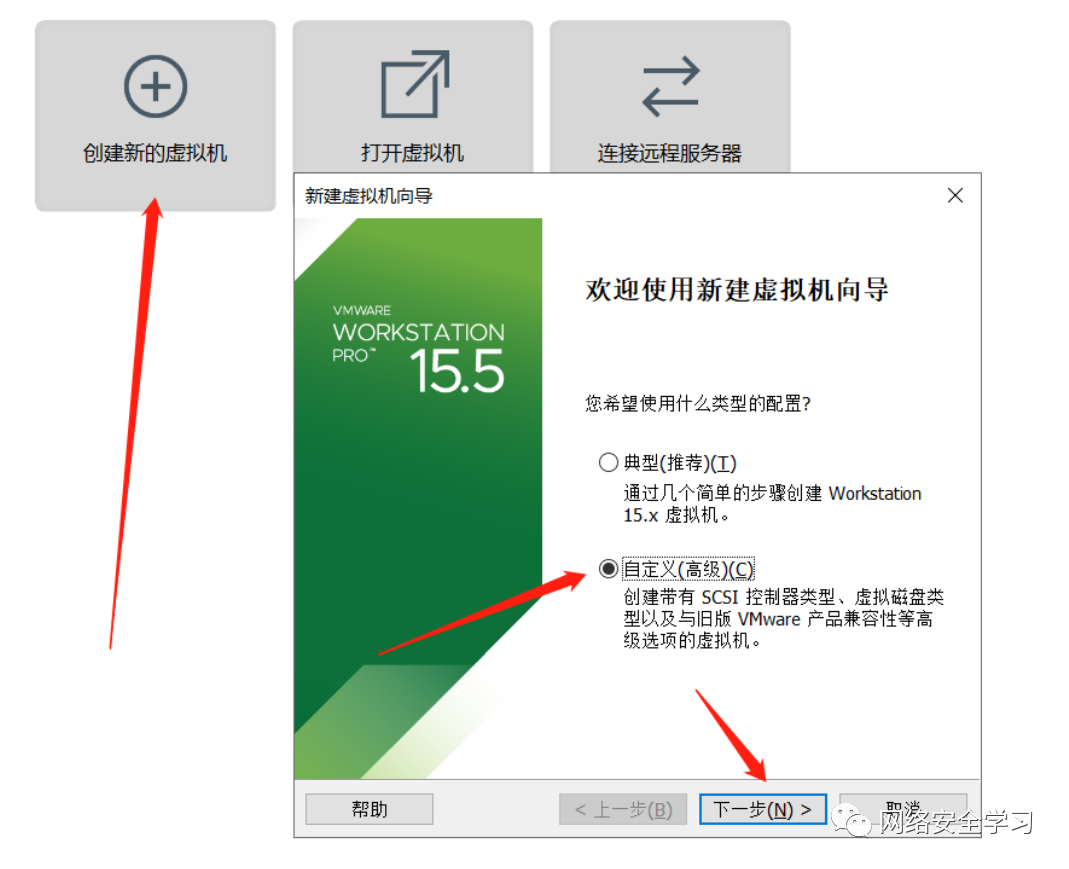 创建新的虚拟机
打开虚拟机
连接远程服务器
新建虚拟机向导
VMWARE
WORKSTATION
PRO™ 15.5
欢迎使用新建虚拟机向导
您希望使用什么类型的配置?
典型(推荐)(T)
通过几个简单的步骤创建 Workstation
15.x 虚拟机。
自定义(高级)(C)
创建带有 SCSI 控制器类型、虚拟磁盘类
型以及与旧版 VMware 产品兼容性等高
级选项的虚拟机。
帮助
< 上一步(B)
下一步(N) >
取消
网络安全学习